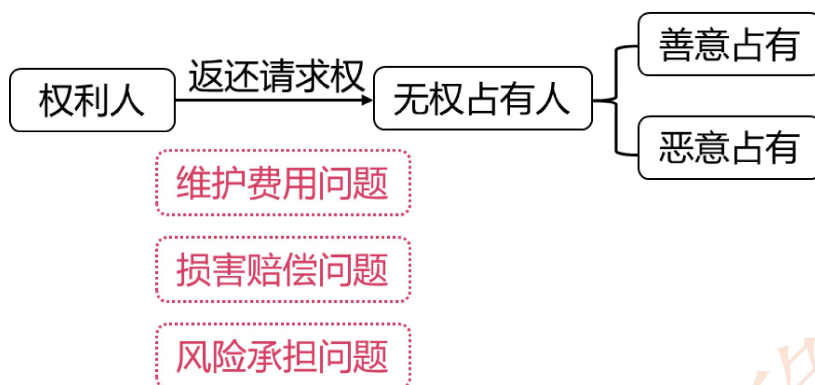 善意占有
返还请求权
权利人
无权占有人
恶意占有
维护费用问题
损害赔偿问题
风险承担问题